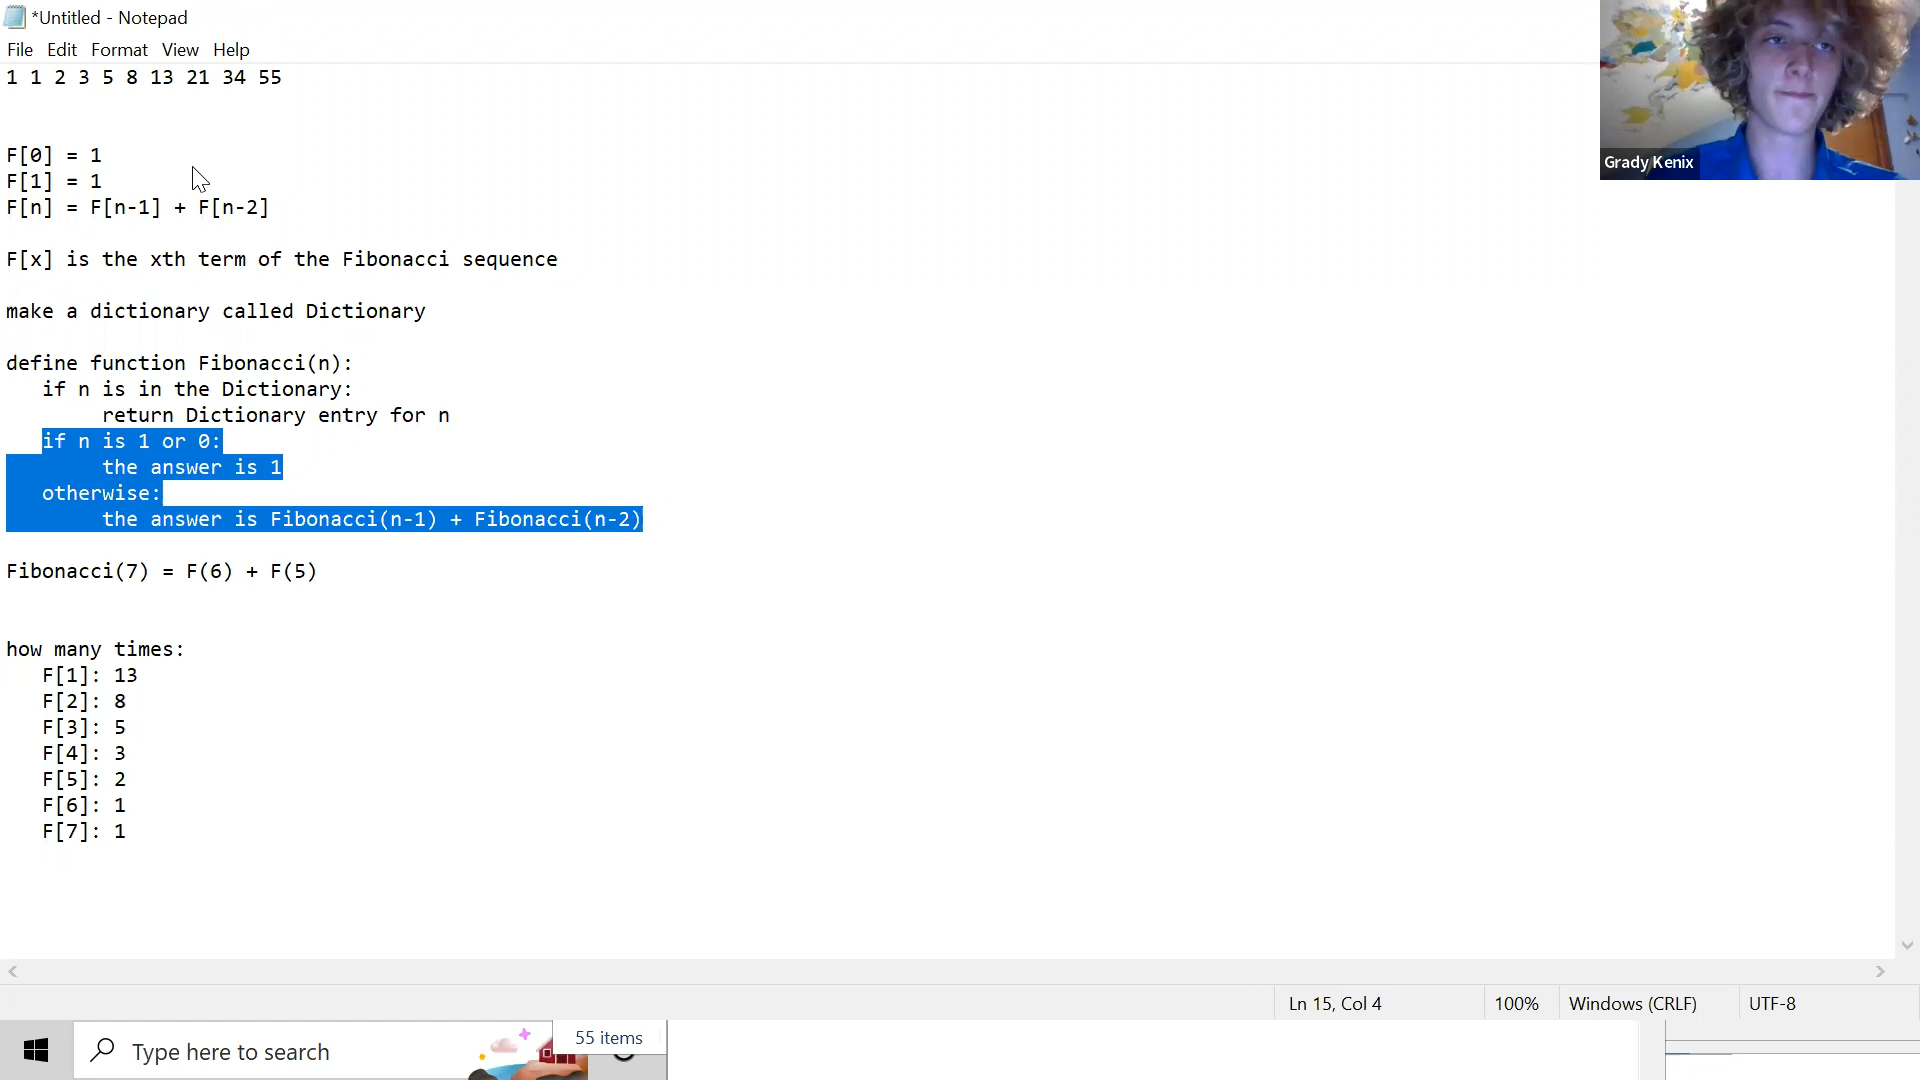 *Untitled - Notepad
File Edit Format View Help
1 1 2 3 5 8 13 21 34 55
F[0] = 1
F[1] = 1
F[n] = F[n-1] + F[n-2]
F[x] is the xth term of the Fibonacci sequence
make a dictionary called Dictionary
define function Fibonacci(n):
if n is in the Dictionary:
return Dictionary entry for n
if n is 1 or 0:
the answer is 1
otherwise:
the answer is Fibonacci(n-1) + Fibonacci(n-2)
Fibonacci(7) = F(6) + F(5)
how many times:
F[1]: 13
F[2]: 8
F[3]: 5
F[4]: 3
F[5]: 2
F[6]: 1
F[7]: 1
Grady Kenix
Ln 15, Col 4 100% Windows (CRLF) UTF-8
Type here to search
55 items